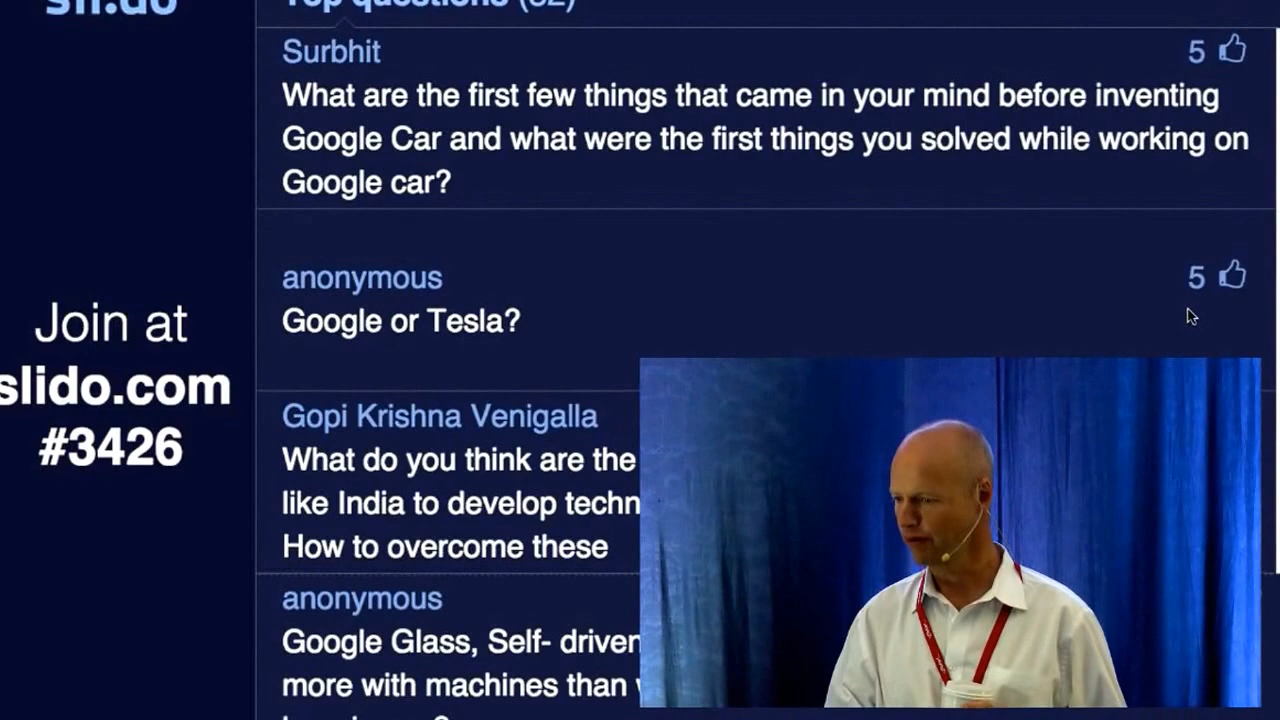 sli.do
Top questions (32)
Surbhit
5
What are the first few things that came in your mind before inventing
Google Car and what were the first things you solved while working on
Google car?
anonymous
5
Google or Tesla?
Join at
slido.com
#3426
Gopi Krishna Venigalla
What do you think are the
like India to develop techn
How to overcome these
anonymous
Google Glass, Self- driven
more with machines than